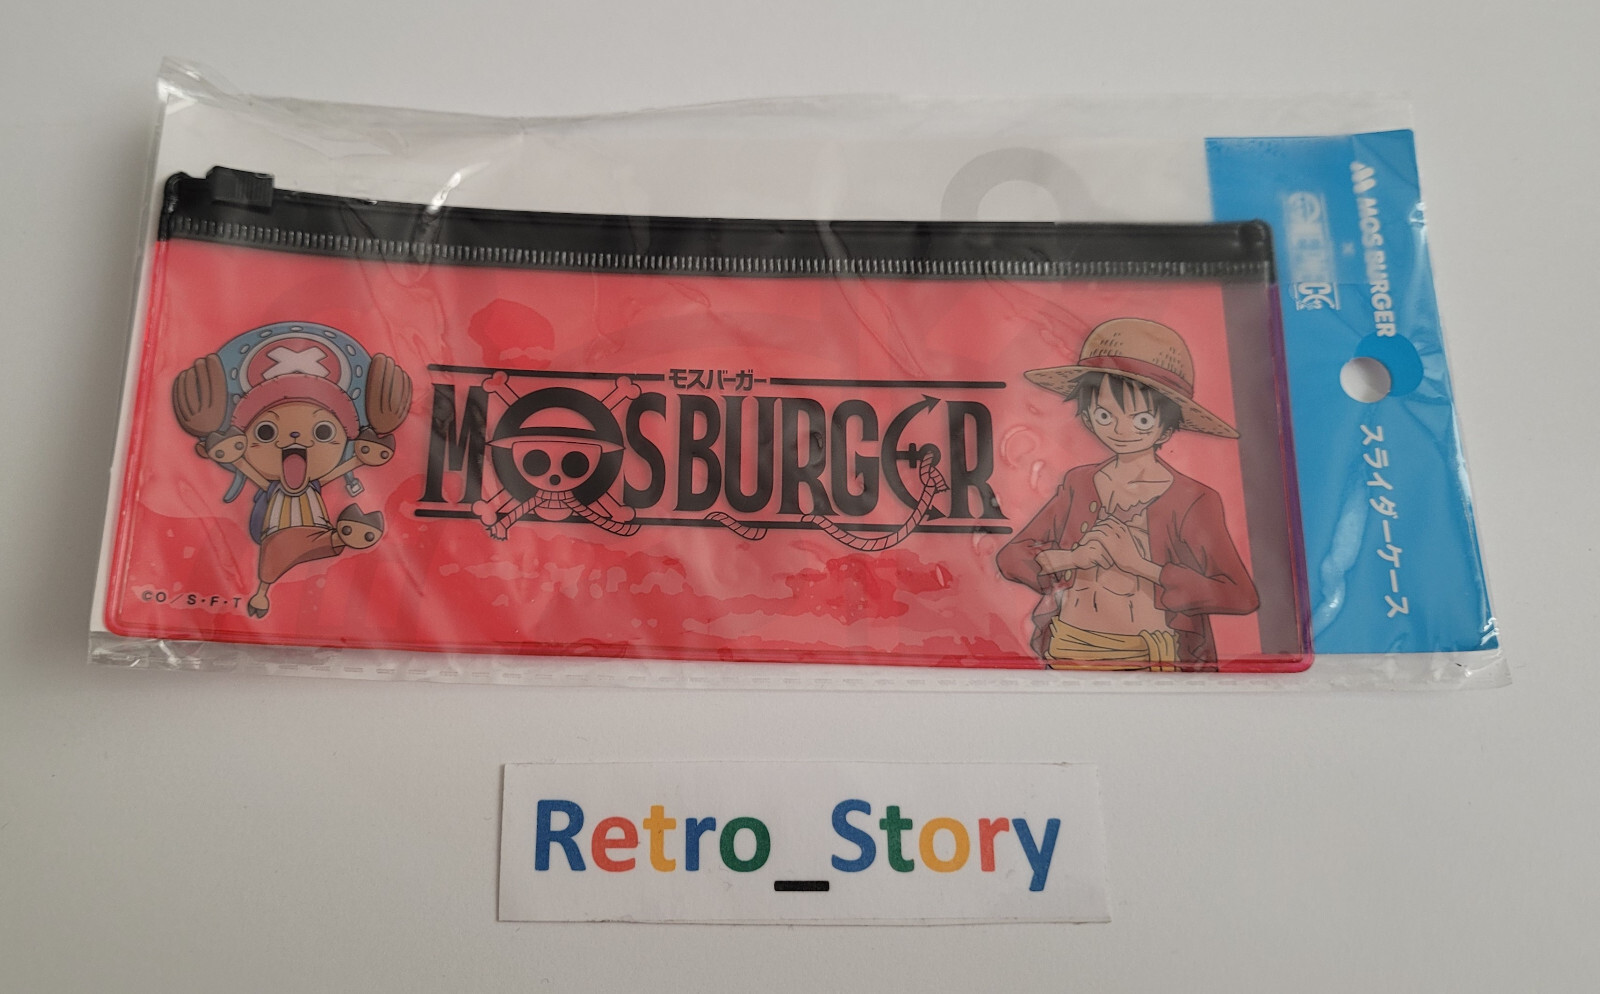 モスバーガー
MOSBURGER
©O/S・F・T
MOS BURGER
×
スライダーケース
Retro_Story